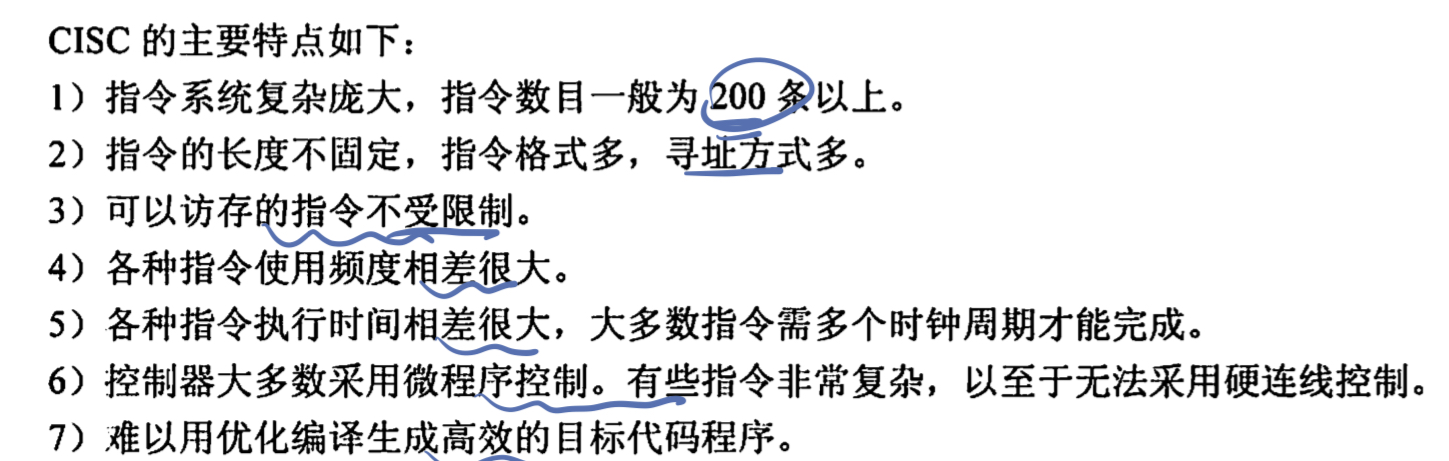 CISC 的主要特点如下：
1）指令系统复杂庞大，指令数目一般为 200 条以上。
2）指令的长度不固定，指令格式多，寻址方式多。
3）可以访存的指令不受限制。
4）各种指令使用频度相差很大。
5）各种指令执行时间相差很大，大多数指令需多个时钟周期才能完成。
6）控制器大多数采用微程序控制。有些指令非常复杂，以至于无法采用硬连线控制。
7）难以用优化编译生成高效的目标代码程序。